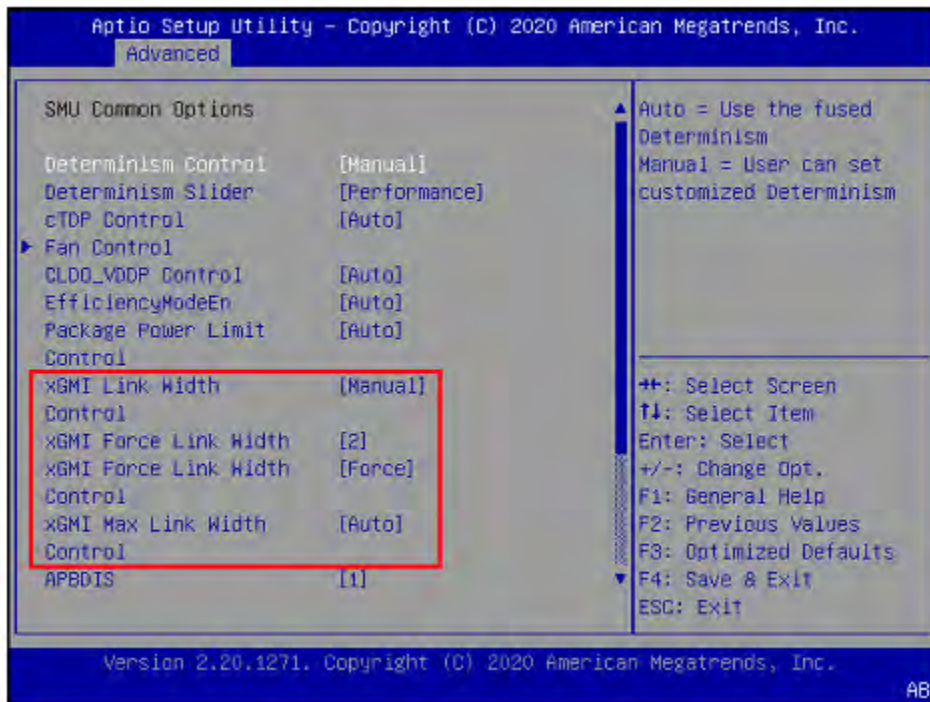 Aptio Setup Utility – Copyright (C) 2020 American Megatrends, Inc.
Advanced
SMU Common Options
Determinism Control [Manual]
Determinism Slider [Performance]
cTDP Control [Auto]
Fan Control
CLDO_VDDP Control [Auto]
EfficiencyModeEn [Auto]
Package Power Limit [Auto]
Control
xGMI Link Width [Manual]
Control
xGMI Force Link Width [2]
xGMI Force Link Width [Force]
Control
xGMI Max Link Width [Auto]
Control
APBDIS [1]
Auto = Use the fused
Determinism
Manual = User can set
customized Determinism
→←: Select Screen
↑↓: Select Item
Enter: Select
+/-: Change Opt.
F1: General Help
F2: Previous Values
F3: Optimized Defaults
F4: Save & Exit
ESC: Exit
Version 2.20.1271. Copyright (C) 2020 American Megatrends, Inc.
AB